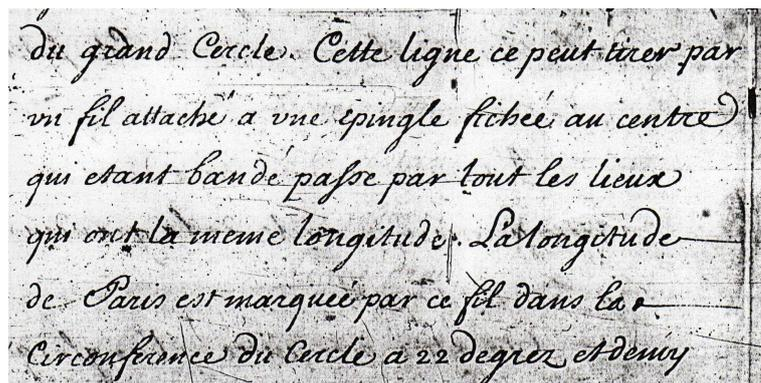 du grand Cercle. Cette ligne ce peut tirer par
vn fil attaché a vne epingle fichée au centre
qui etant bandé passe par tout les lieux
qui ont la meme longitude. La longitude
de Paris est marqueé par ce fil dans la
Circonference du Cercle a 22 degrez et demy